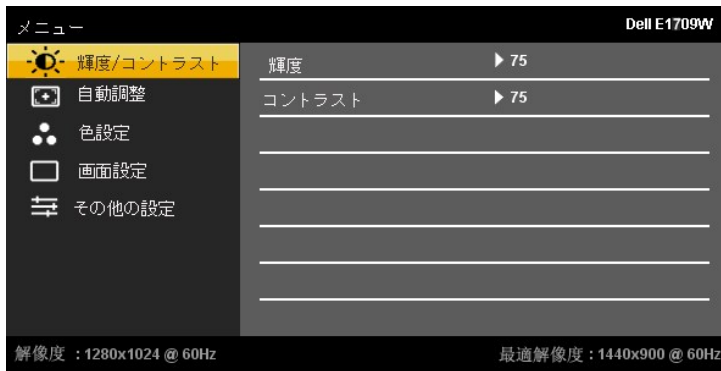 メニュー Dell E1709W
輝度/コントラスト 輝度 75
自動調整 コントラスト 75
色設定
画面設定
その他の設定
解像度 : 1280x1024 @ 60Hz 最適解像度 : 1440x900 @ 60Hz